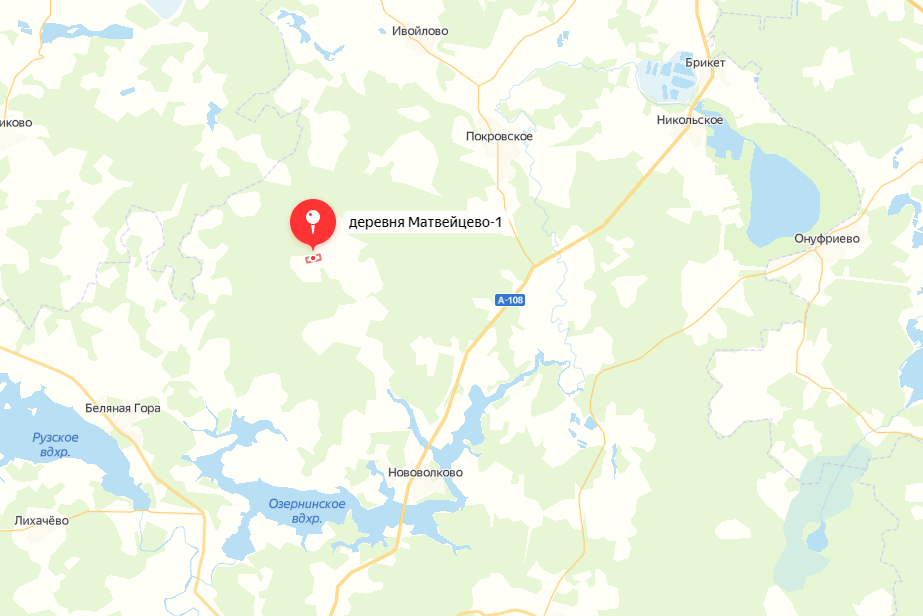 Ивойлово
Брикет
иково
Никольское
Покровское
деревня Матвейцево-1
Онуфриево
А-108
Беляная Гора
Рузское
вдхр.
Нововолково
Озернинское
вдхр.
Лихачёво